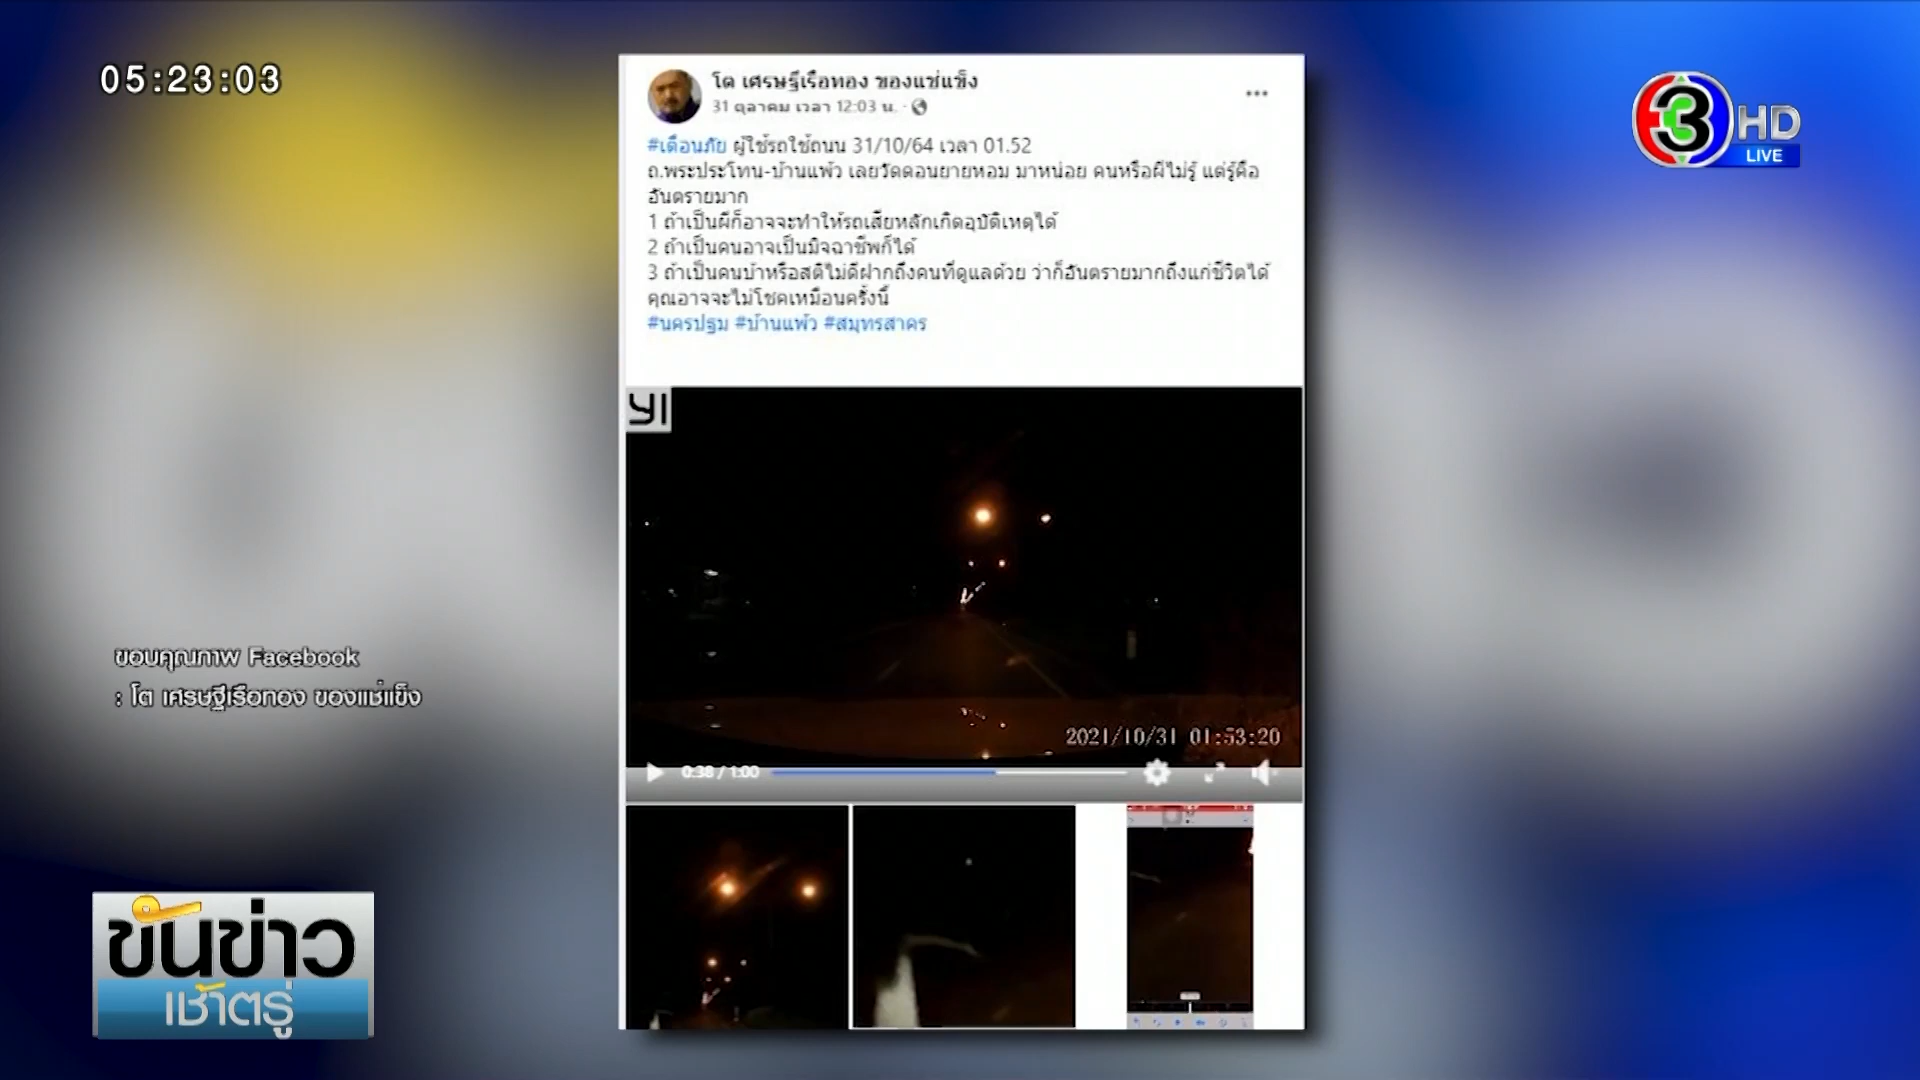 05:23:03
โต เศรษฐีเรือทอง ของแช่แข็ง
31 ตุลาคม เวลา 12:03 น. ·
#เตือนภัย ผู้ใช้รถใช้ถนน 31/10/64 เวลา 01.52
ถ.พระประโทน-บ้านแพ้ว เลยวัดดอนยายหอม มาหน่อย คนหรือผีไม่รู้ แต่รู้คือ
อันตรายมาก
1 ถ้าเป็นผีก็อาจจะทำให้รถเสียหลักเกิดอุบัติเหตุได้
2 ถ้าเป็นคนอาจเป็นมิจฉาชีพก็ได้
3 ถ้าเป็นคนบ้าหรือสติไม่ดีฝากถึงคนที่ดูแลด้วย ว่าก็อันตรายมากถึงแก่ชีวิตได้
คุณอาจจะไม่โชคเหมือนครั้งนี้
#นครปฐม #บ้านแพ้ว #สมุทรสาคร
3 HD
LIVE
YI
2021/10/31 01:53:20
0:38 / 1:00
ขอบคุณภาพ Facebook
: โต เศรษฐีเรือทอง ของแช่แข็ง
ขันข่าว
เช้าตรู่